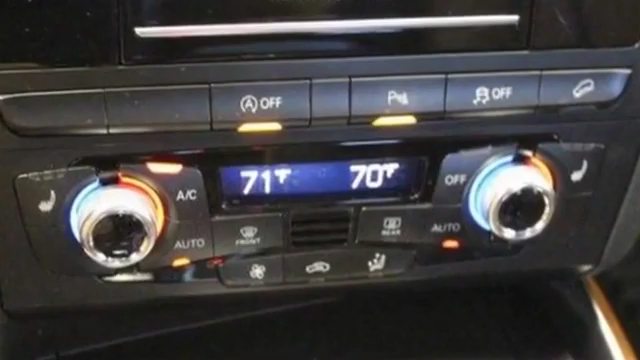 A OFF
P
OFF
71°F 70°F
A/C
OFF
AUTO
FRONT
REAR
AUTO